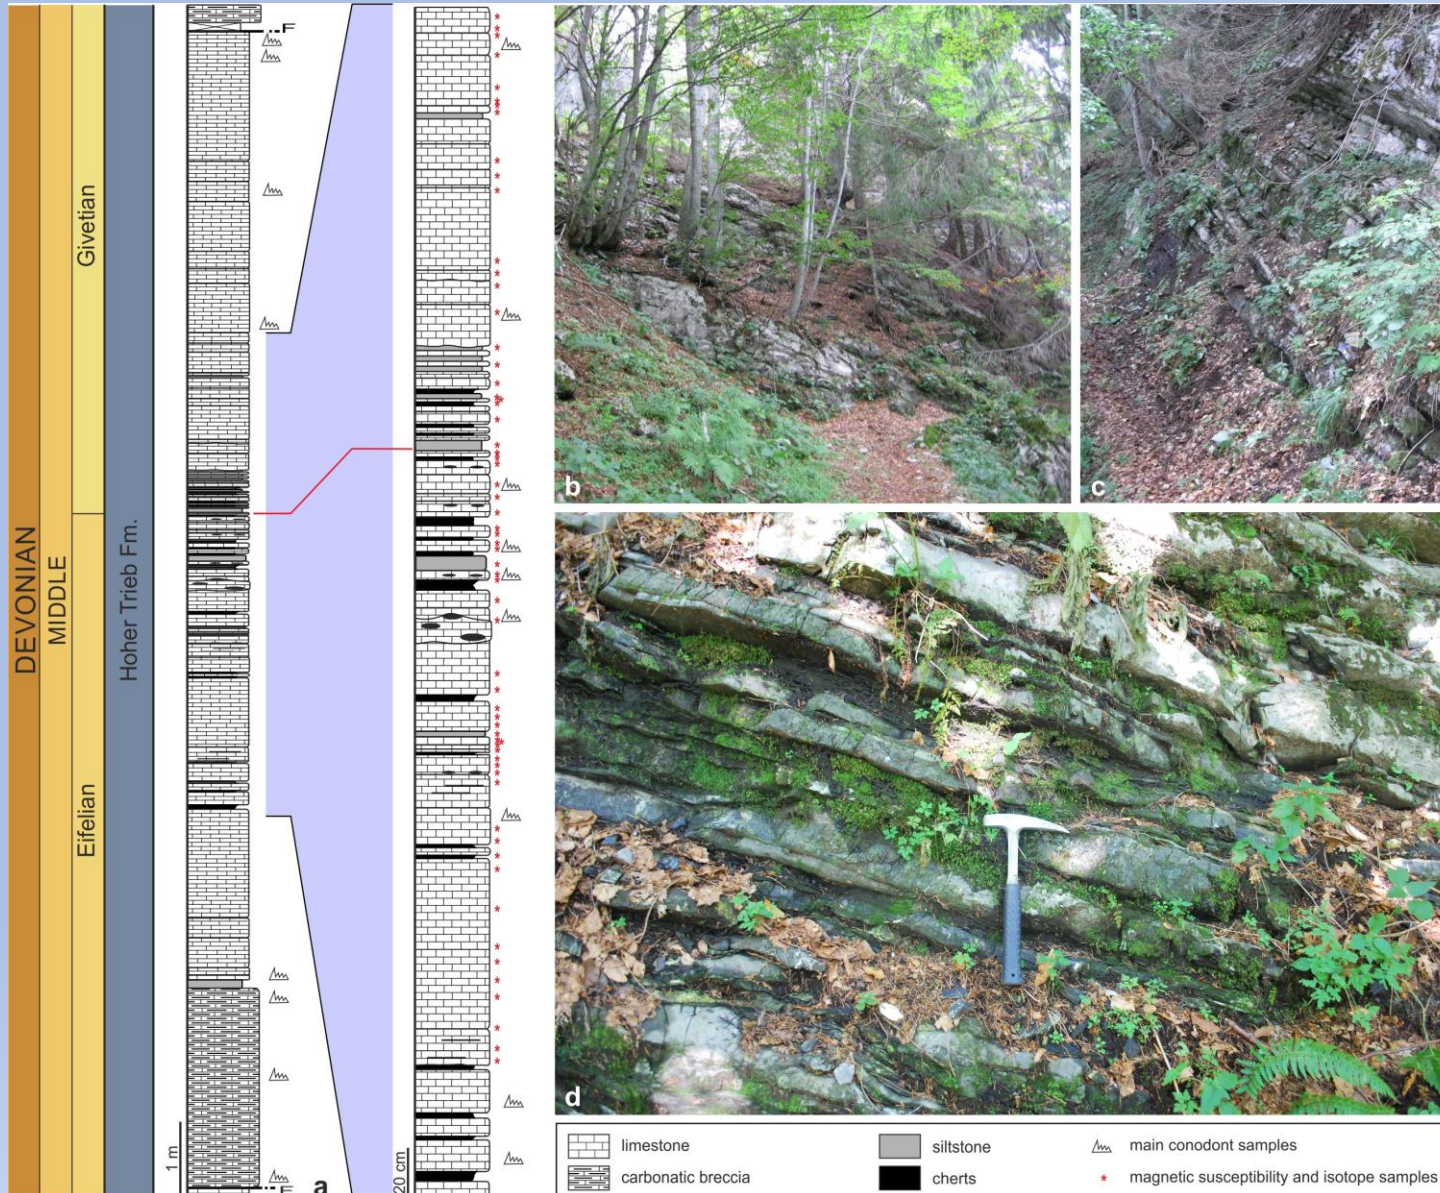 DEVONIAN
MIDDLE
Givetian
Eifelian
Hoher Trieb Fm.
F
F
1 m
a
20 cm
b
c
d
limestone
siltstone
main conodont samples
carbonatic breccia
cherts
* magnetic susceptibility and isotope samples